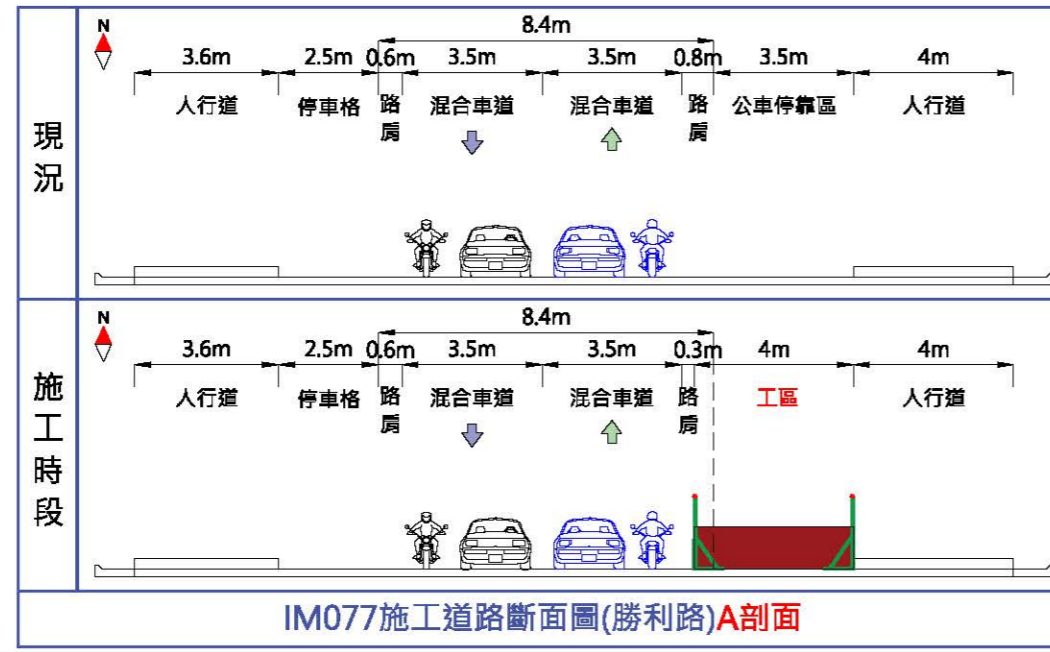 現況
N
8.4m
3.6m 2.5m 0.6m 3.5m 3.5m 0.8m 3.5m 4m
人行道 停車格 路肩 混合車道 混合車道 路肩 公車停靠區 人行道
施工時段
N
8.4m
3.6m 2.5m 0.6m 3.5m 3.5m 0.3m 4m 4m
人行道 停車格 路肩 混合車道 混合車道 路肩 工區 人行道
IM077施工道路斷面圖(勝利路)A剖面